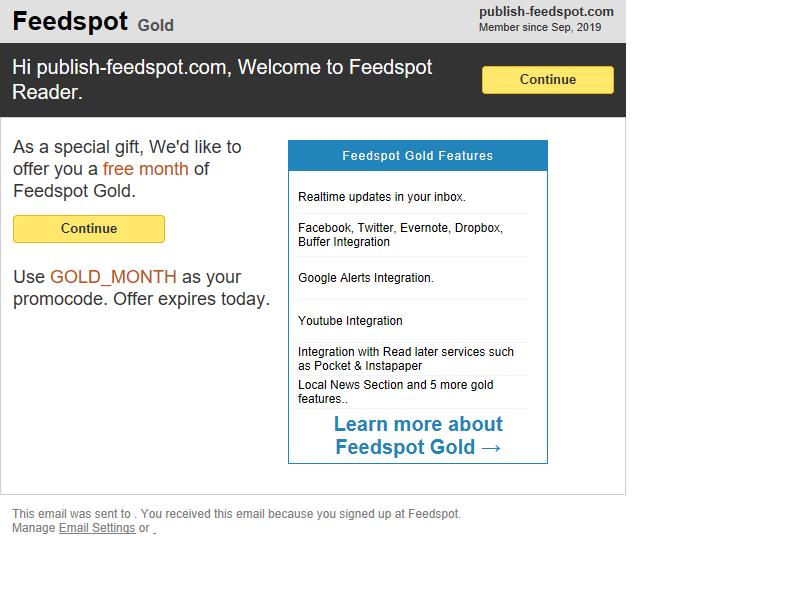 Feedspot Gold
publish-feedspot.com
Member since Sep, 2019
Hi publish-feedspot.com, Welcome to Feedspot
Reader.
Continue
As a special gift, We'd like to
offer you a free month of
Feedspot Gold.
Continue
Use GOLD_MONTH as your
promocode. Offer expires today.
Feedspot Gold Features
Realtime updates in your inbox.
Facebook, Twitter, Evernote, Dropbox,
Buffer Integration
Google Alerts Integration.
Youtube Integration
Integration with Read later services such
as Pocket & Instapaper
Local News Section and 5 more gold
features..
Learn more about
Feedspot Gold →
This email was sent to . You received this email because you signed up at Feedspot.
Manage Email Settings or .